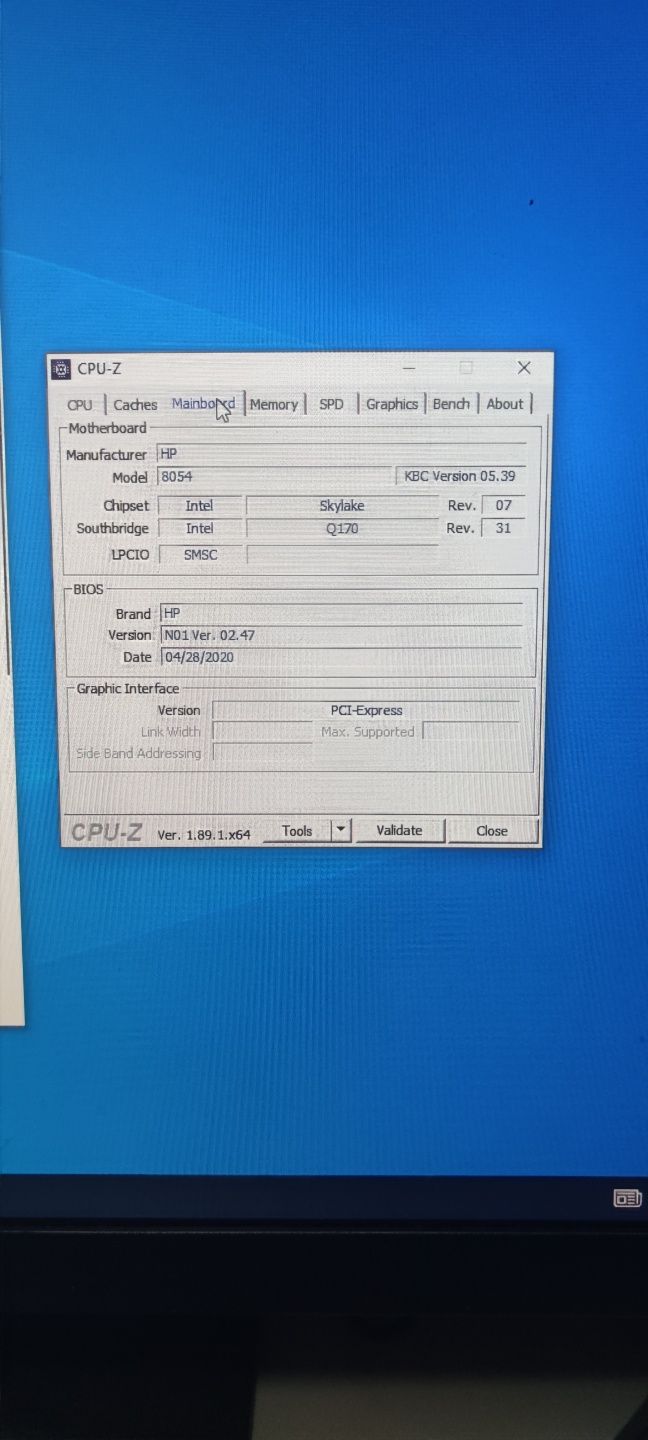 CPU-Z
CPU Caches Mainboard Memory SPD Graphics Bench About
Motherboard
Manufacturer HP
Model 8054 KBC Version 05.39
Chipset Intel Skylake Rev. 07
Southbridge Intel Q170 Rev. 31
LPCIO SMSC
BIOS
Brand HP
Version N01 Ver. 02.47
Date 04/28/2020
Graphic Interface
Version PCI-Express
Link Width Max. Supported
Side Band Addressing
CPU-Z Ver. 1.89.1.x64 Tools Validate Close